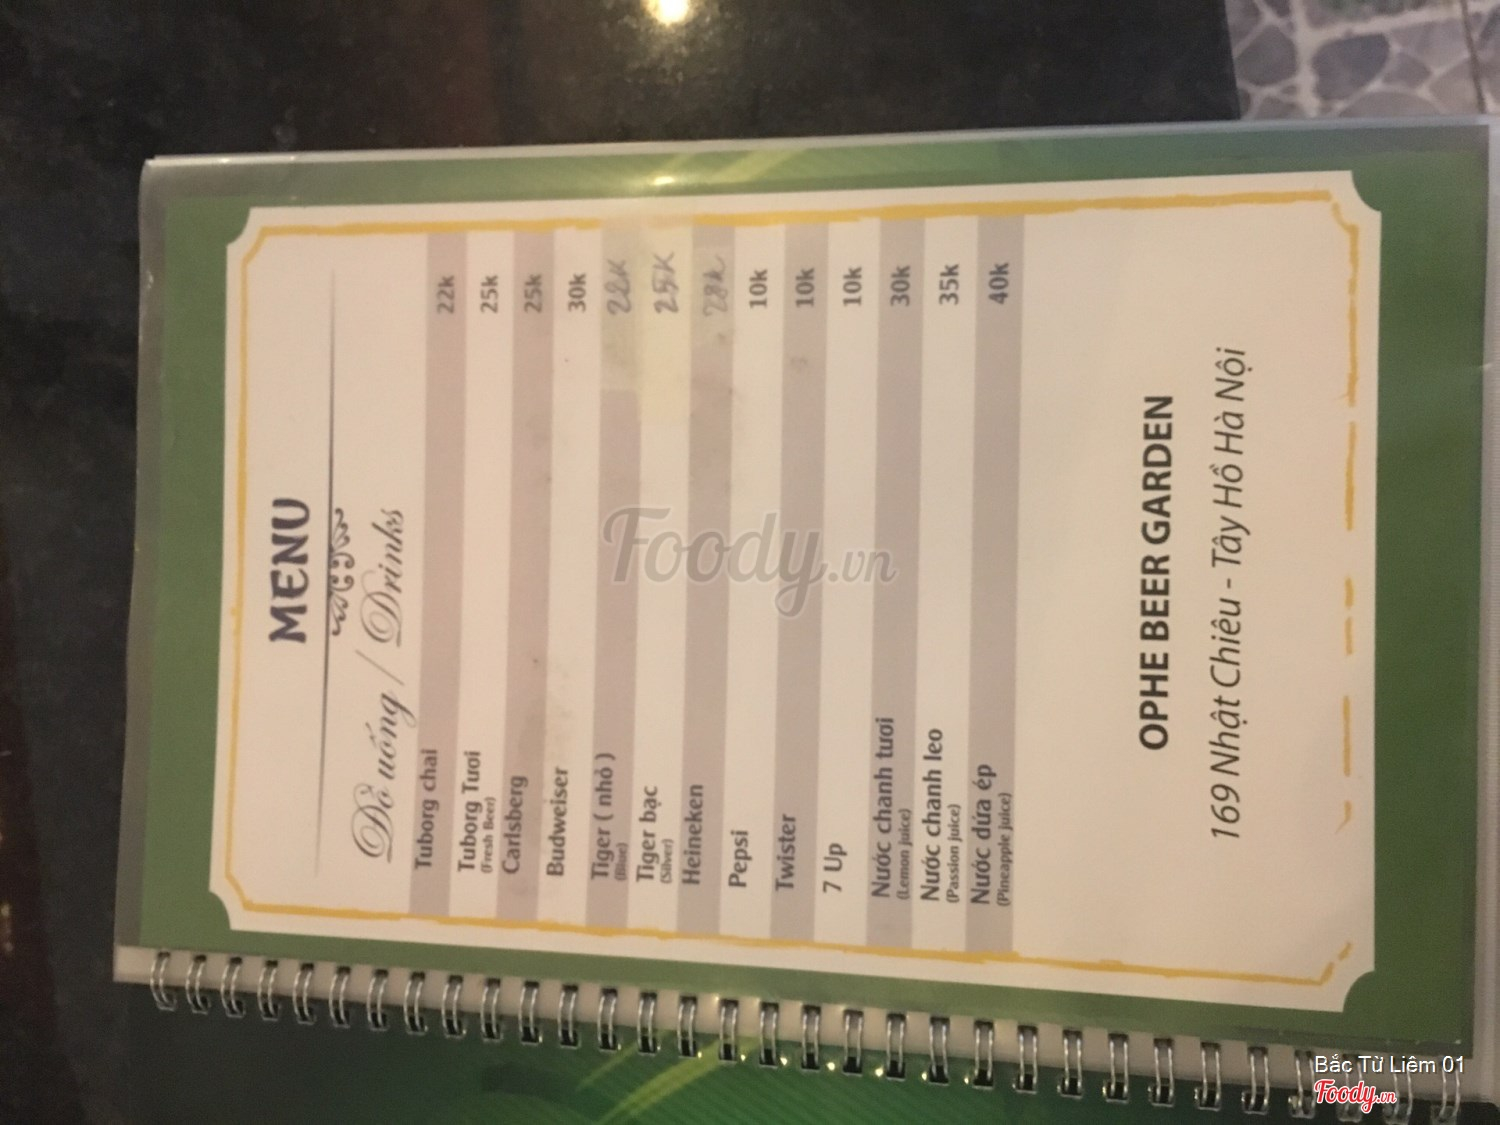 MENU
Đồ uống / Drinks
Tuborg chai 22k
Tuborg Tươi 25k
(Fresh Beer)
Carlsberg 25k
Budweiser 30k
Tiger ( nhỏ ) 22k
(Blue)
Tiger bạc 25K
(Silver)
Heineken 28k
Pepsi 10k
Twister 10k
7 Up 10k
Nước chanh tươi 30k
(Lemon juice)
Nước chanh leo 35k
(Passion juice)
Nước dứa ép 40k
(Pineapple juice)
OPHE BEER GARDEN
169 Nhật Chiêu - Tây Hồ Hà Nội
Foody.vn
Bắc Từ Liêm 01
Foody.vn